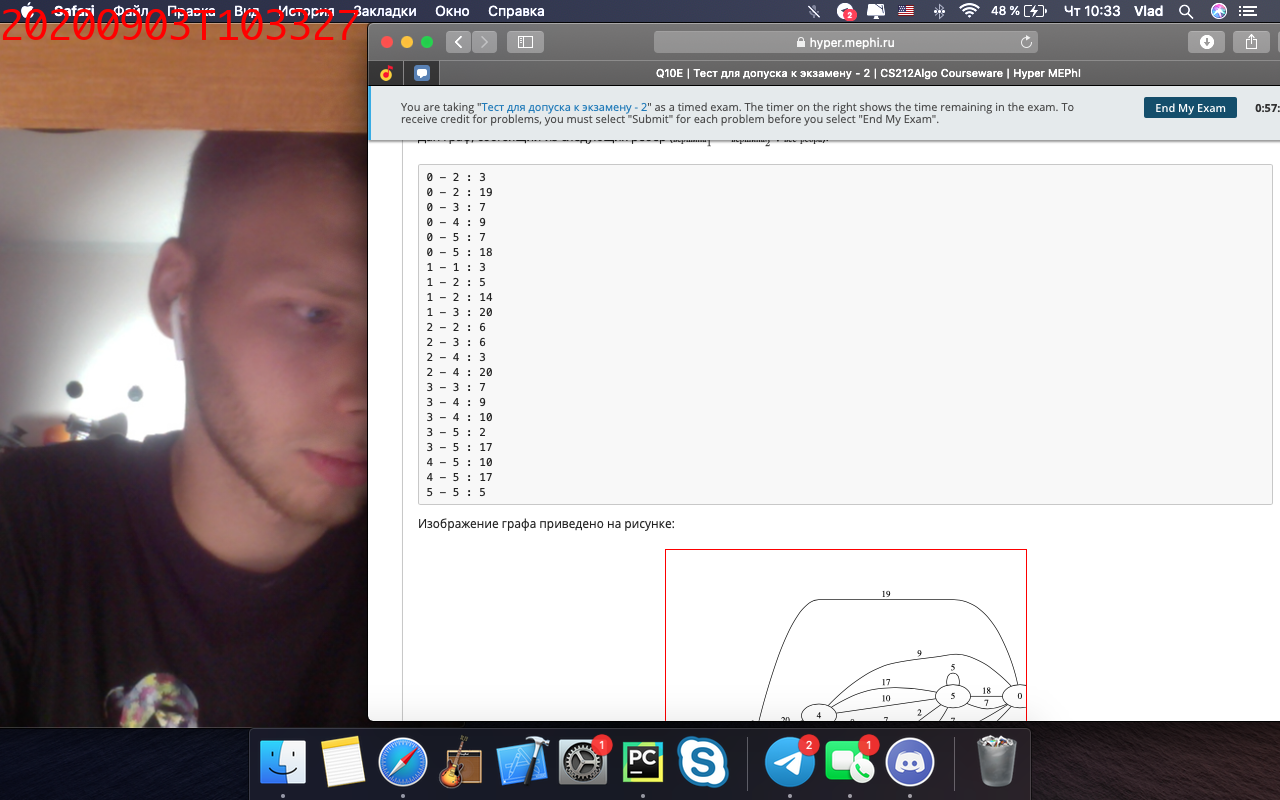 20200903T103327
Safari Файл Правка Вид История Закладки Окно Справка
2
48 % Чт 10:33 Vlad
hyper.mephi.ru
Q10E | Тест для допуска к экзамену - 2 | CS212Algo Courseware | Hyper MEPhI
You are taking "Тест для допуска к экзамену - 2" as a timed exam. The timer on the right shows the time remaining in the exam. To
receive credit for problems, you must select "Submit" for each problem before you select "End My Exam".
End My Exam
0:57:
0 – 2 : 3
0 – 2 : 19
0 – 3 : 7
0 – 4 : 9
0 – 5 : 7
0 – 5 : 18
1 – 1 : 3
1 – 2 : 5
1 – 2 : 14
1 – 3 : 20
2 – 2 : 6
2 – 3 : 6
2 – 4 : 3
2 – 4 : 20
3 – 3 : 7
3 – 4 : 9
3 – 4 : 10
3 – 5 : 2
3 – 5 : 17
4 – 5 : 10
4 – 5 : 17
5 – 5 : 5
Изображение графа приведено на рисунке:
19
9
5
17
5
18
0
10
7
2
4
1
PC
2
1